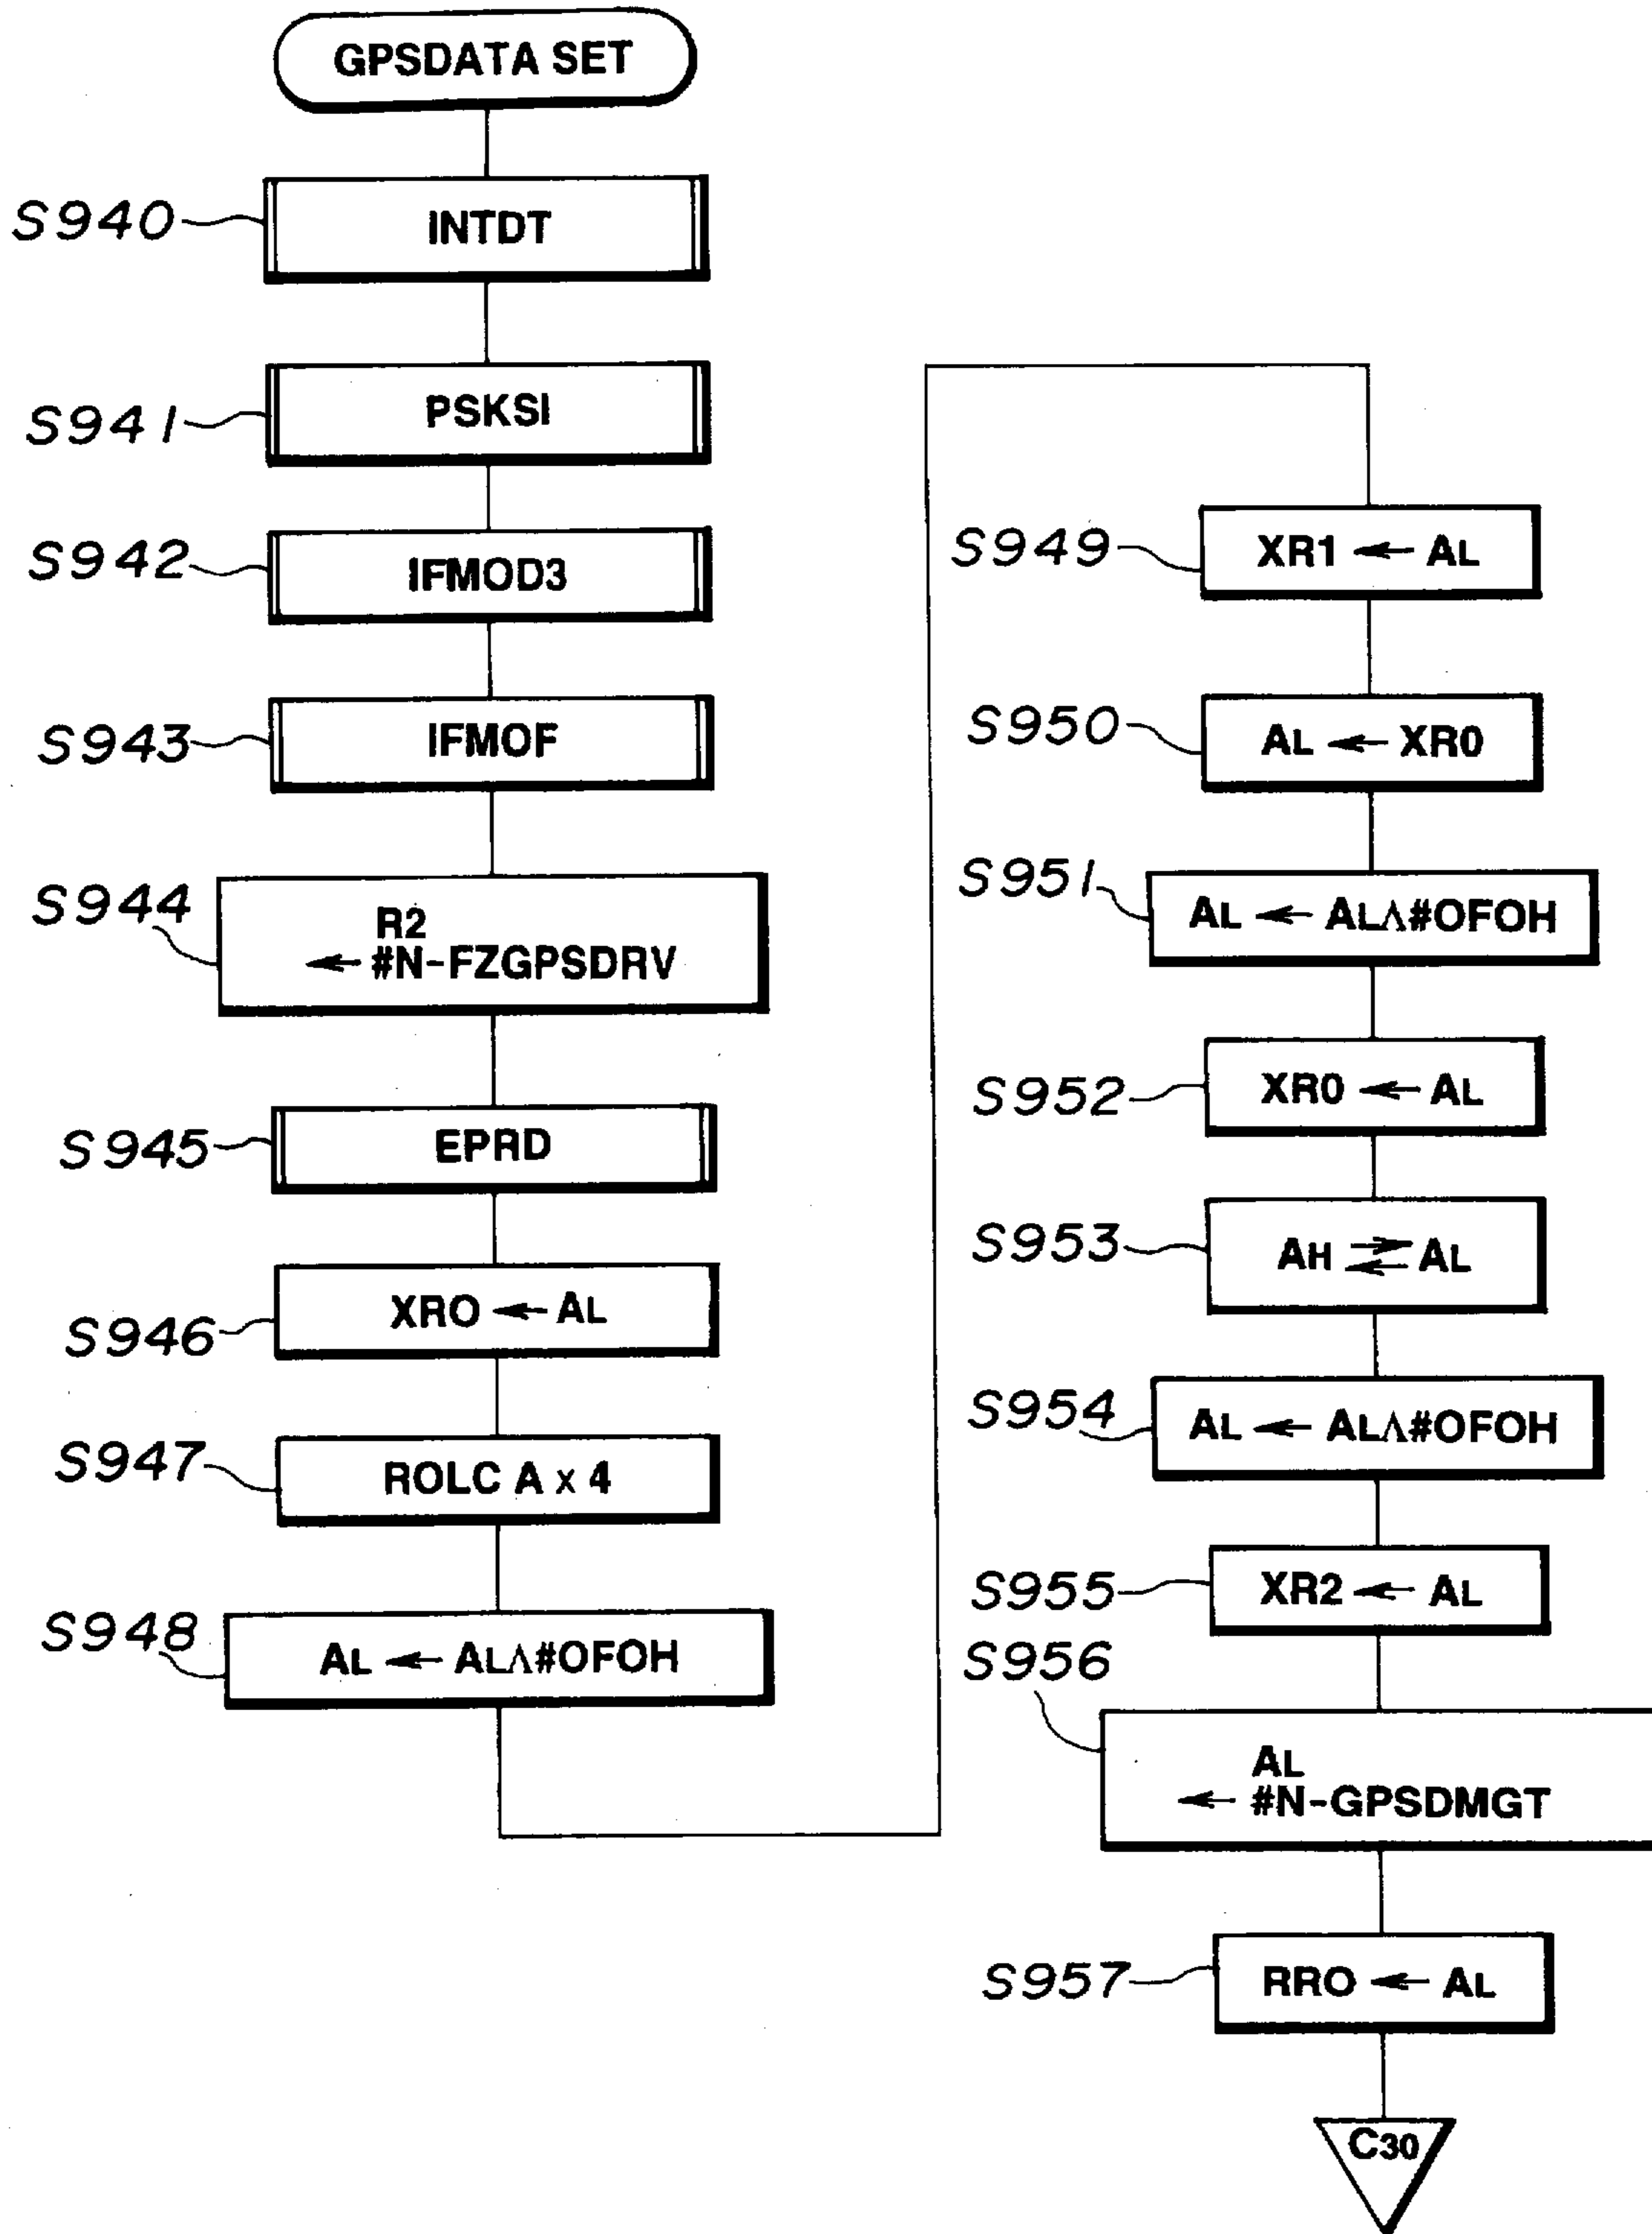 GPSDATA SET
S940
INTDT
S941
PSKSI
S942
IFMOD3
S943
IFMOF
S944
R2
← #N-FZGPSDRV
S945
EPRD
S946
XRO ← AL
S947
ROLC A x 4
S948
AL ← AL∧#OFOH
S949
XR1 ← AL
S950
AL ← XR0
S951
AL ← AL∧#OFOH
S952
XR0 ← AL
S953
AH ⇄ AL
S954
AL ← AL∧#OFOH
S955
XR2 ← AL
S956
AL
← #N-GPSDMGT
S957
RRO ← AL
C30